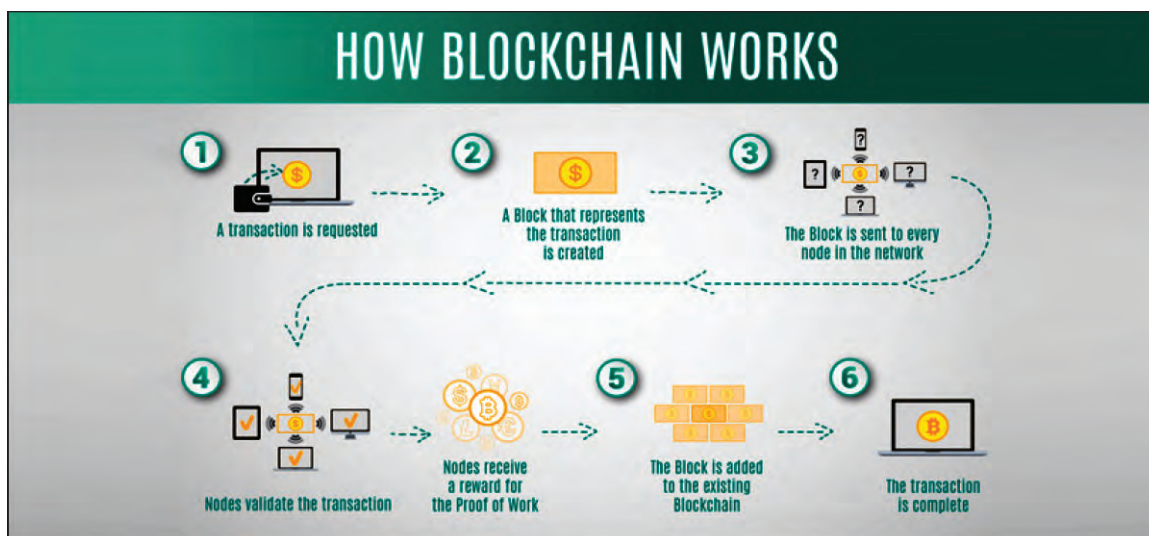 HOW BLOCKCHAIN WORKS
1
A transaction is requested
2
$
A Block that represents
the transaction
is created
3
?
?
?
?
The Block is sent to every
node in the network
4
Nodes validate the transaction
Nodes receive
a reward for
the Proof of Work
5
The Block is added
to the existing
Blockchain
6
The transaction
is complete